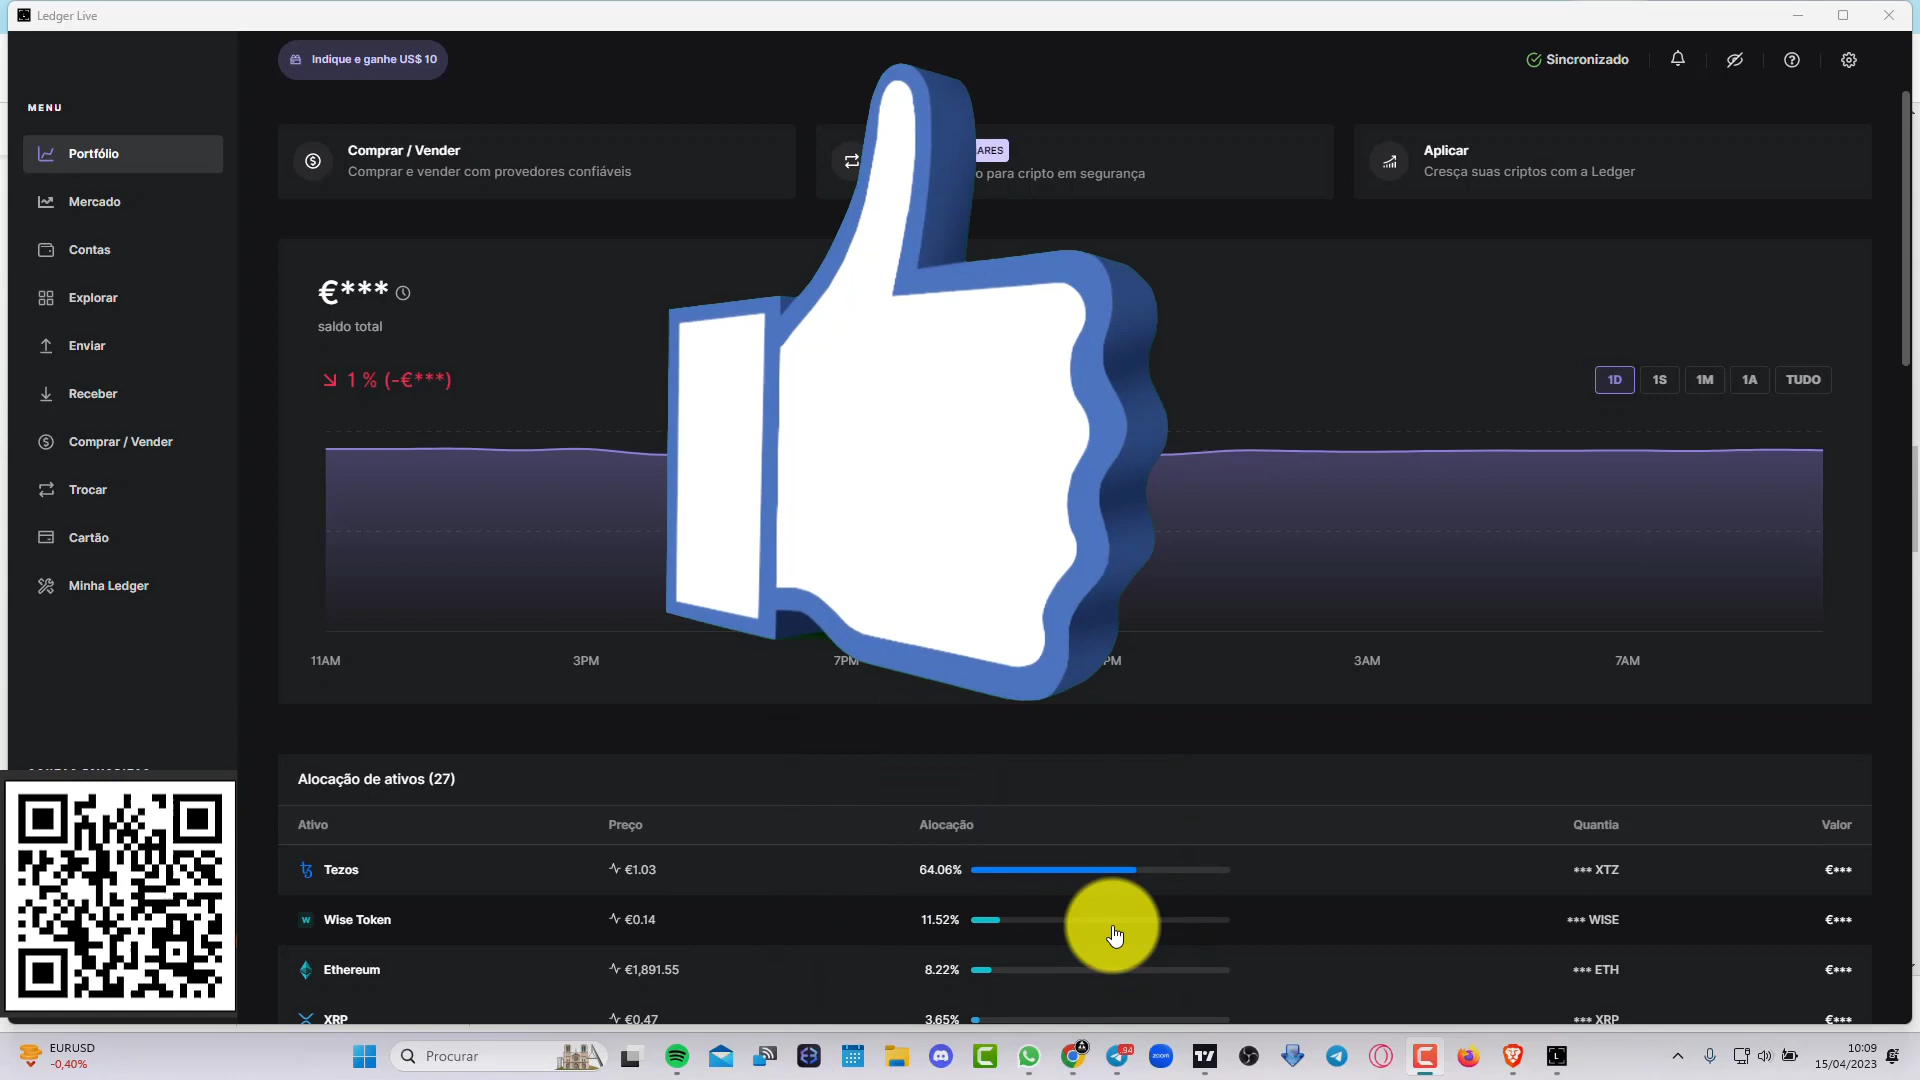 Ledger Live
Indique e ganhe US$ 10
Sincronizado
MENU
Portfólio
Mercado
Contas
Explorar
Enviar
Receber
Comprar / Vender
Trocar
Cartão
Minha Ledger
Comprar / Vender
Comprar e vender com provedores confiáveis
ARES
o para cripto em segurança
Aplicar
Cresça suas criptos com a Ledger
€***
saldo total
1 % (-€***)
1D 1S 1M 1A TUDO
11AM 3PM 7PM PM 3AM 7AM
Alocação de ativos (27)
Ativo Preço Alocação Quantia Valor
Tezos €1.03 64.06% *** XTZ €***
W Wise Token €0.14 11.52% *** WISE €***
Ethereum €1,891.55 8.22% *** ETH €***
XRP €0.47 3.65% *** XRP €***
EURUSD
-0,40%
Procurar
94
zoom
10:09
15/04/2023